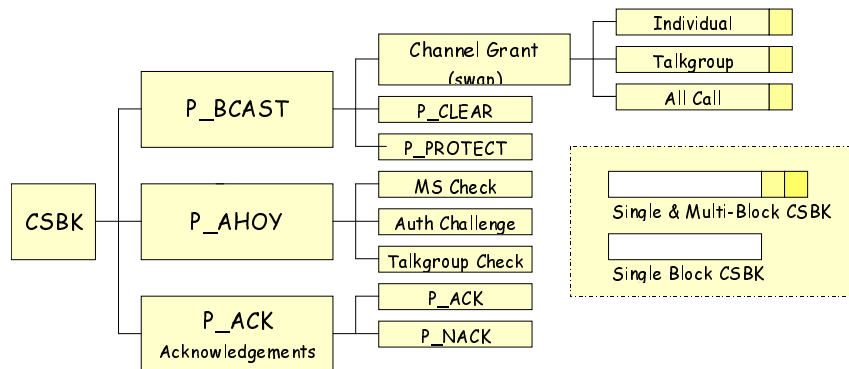 CSBK
P_BCAST
P_AHOY
P_ACK
Acknowledgements
Channel Grant
(swap)
P_CLEAR
P_PROTECT
MS Check
Auth Challenge
Talkgroup Check
P_ACK
P_NACK
Individual
Talkgroup
All Call
Single & Multi-Block CSBK
Single Block CSBK